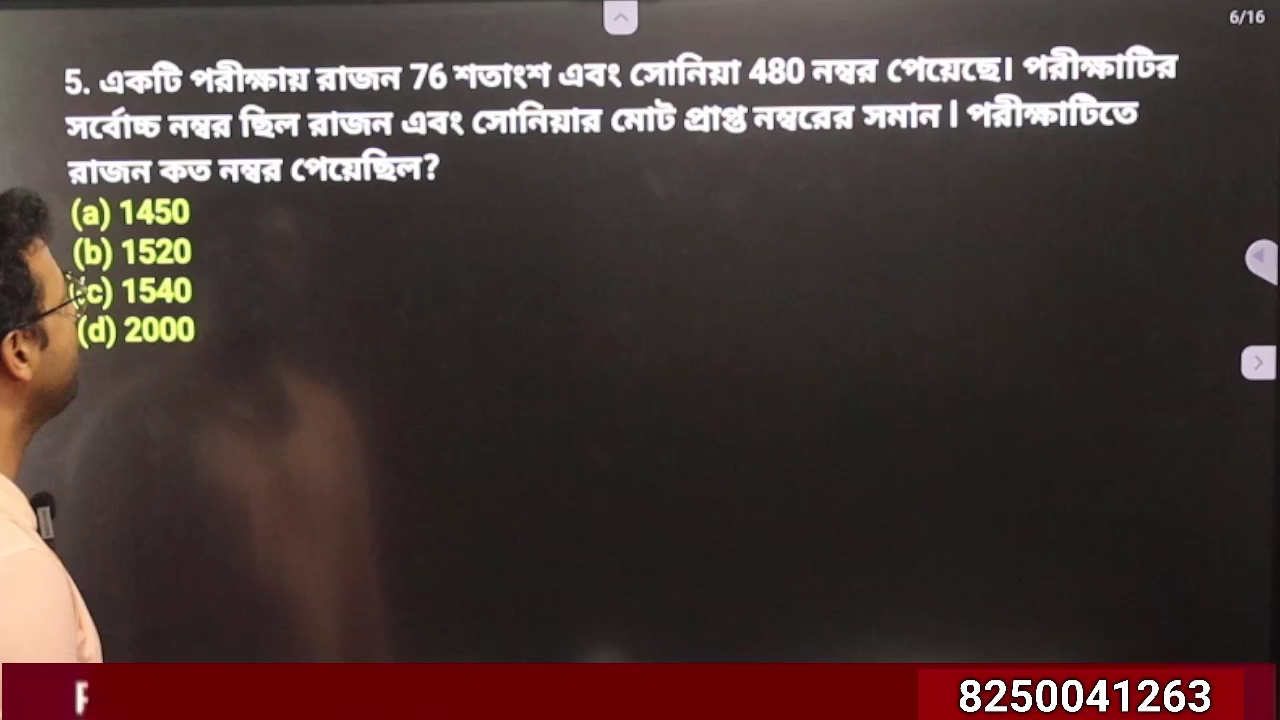 6/16
5. একটি পরীক্ষায় রাজন 76 শতাংশ এবং সোনিয়া 480 নম্বর পেয়েছে। পরীক্ষাটির
সর্বোচ্চ নম্বর ছিল রাজন এবং সোনিয়ার মোট প্রাপ্ত নম্বরের সমান। পরীক্ষাটিতে
রাজন কত নম্বর পেয়েছিল?
(a) 1450
(b) 1520
(c) 1540
(d) 2000
8250041263